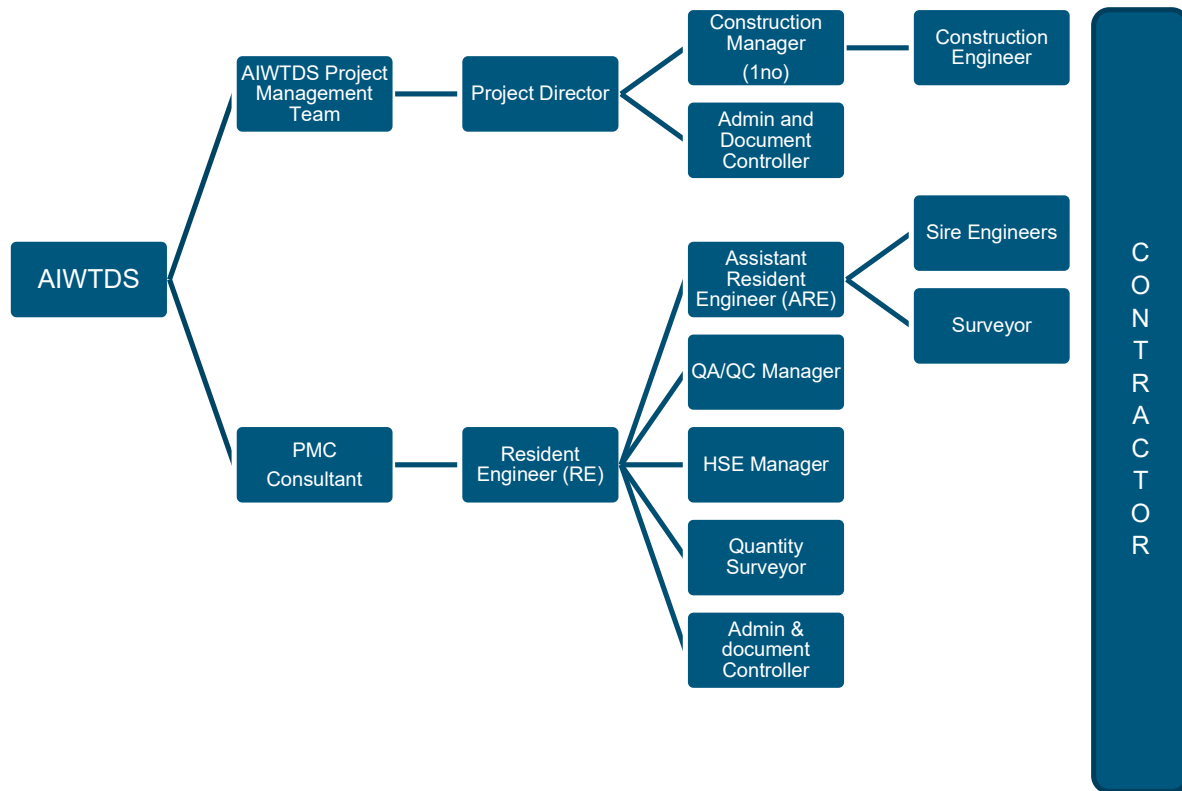 AIWTDS
AIWTDS Project
Management
Team
Project Director
Construction
Manager
(1no)
Construction
Engineer
Admin and
Document
Controller
PMC
Consultant
Resident
Engineer (RE)
Assistant
Resident
Engineer (ARE)
Sire Engineers
Surveyor
QA/QC Manager
HSE Manager
Quantity
Surveyor
Admin &
document
Controller
C
O
N
T
R
A
C
T
O
R